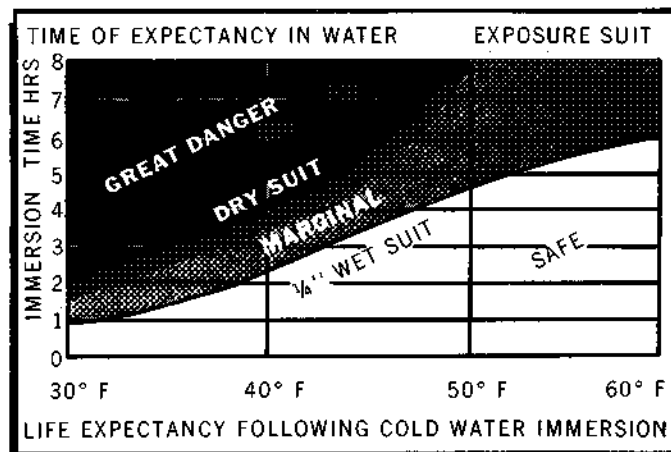 TIME OF EXPECTANCY IN WATER EXPOSURE SUIT
IMMERSION TIME HRS
8
7
6
5
4
3
2
1
0
GREAT DANGER
DRY SUIT
MARGINAL
¼" WET SUIT
SAFE
30° F 40° F 50° F 60° F
LIFE EXPECTANCY FOLLOWING COLD WATER IMMERSION